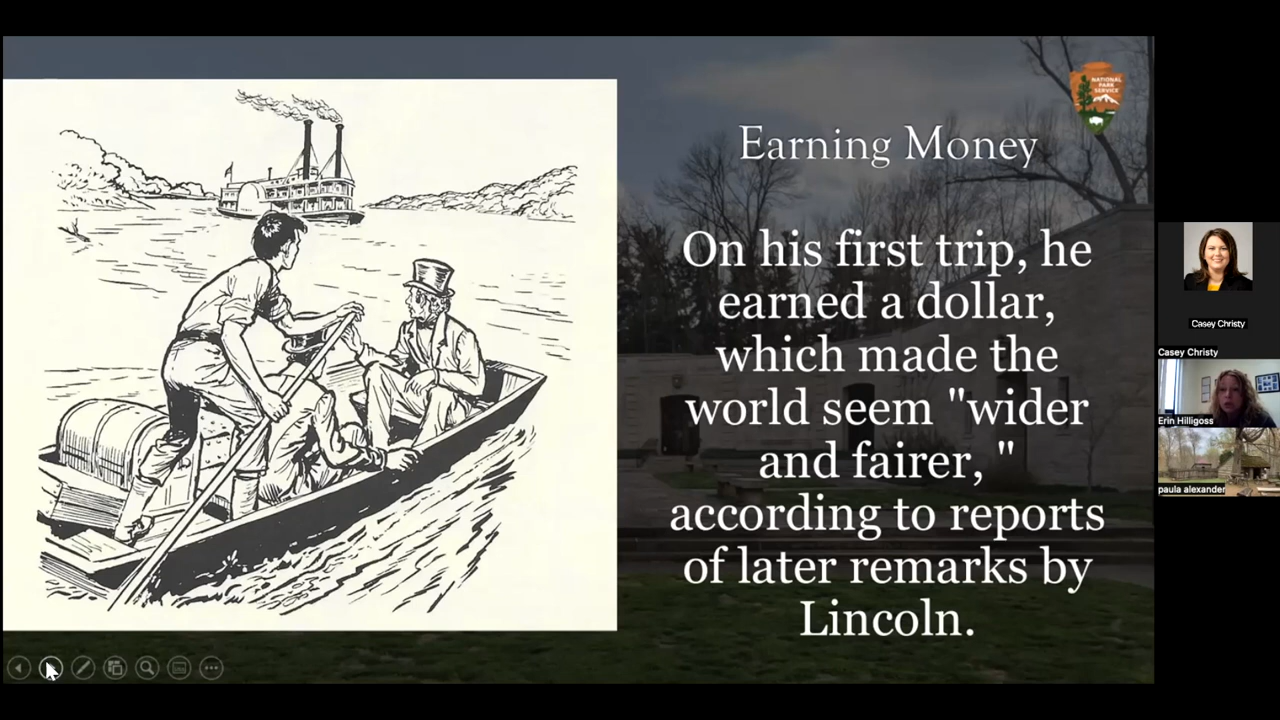 NATIONAL
PARK
SERVICE
Earning Money
On his first trip, he
earned a dollar,
which made the
world seem "wider
and fairer, "
according to reports
of later remarks by
Lincoln.
Casey Christy
Casey Christy
Erin Hilligoss
paula alexander